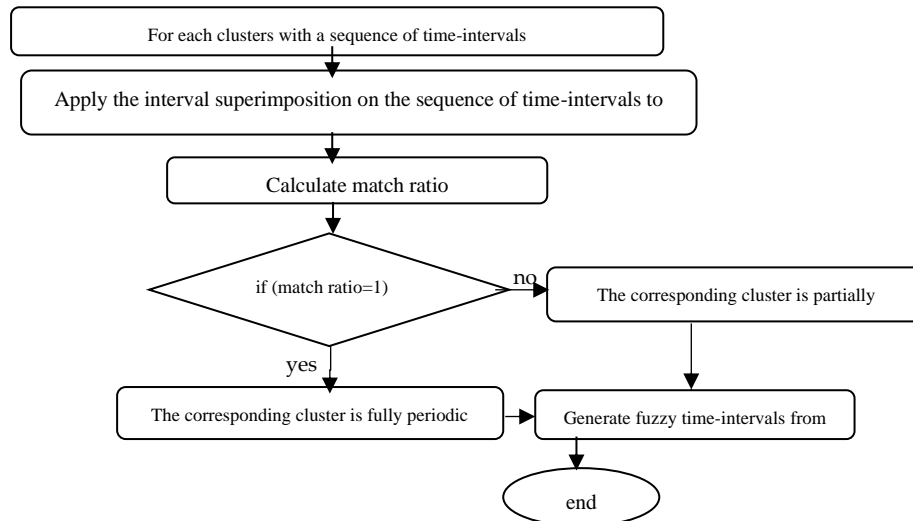 For each clusters with a sequence of time-intervals
Apply the interval superimposition on the sequence of time-intervals to
Calculate match ratio
if (match ratio=1)
no
The corresponding cluster is partially
yes
The corresponding cluster is fully periodic
Generate fuzzy time-intervals from
end